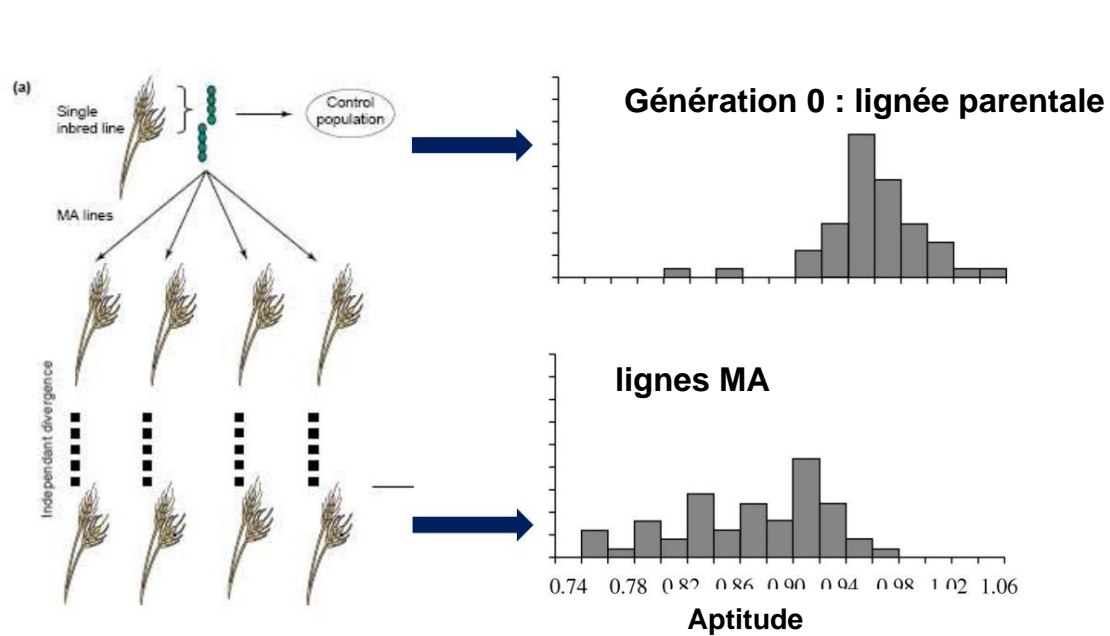 (a)
Single
inbred line
Control
population
MA lines
Independant divergence
Génération 0 : lignée parentale
lignes MA
0.74 0.78 0.82 0.86 0.90 0.94 0.98 1.02 1.06
Aptitude